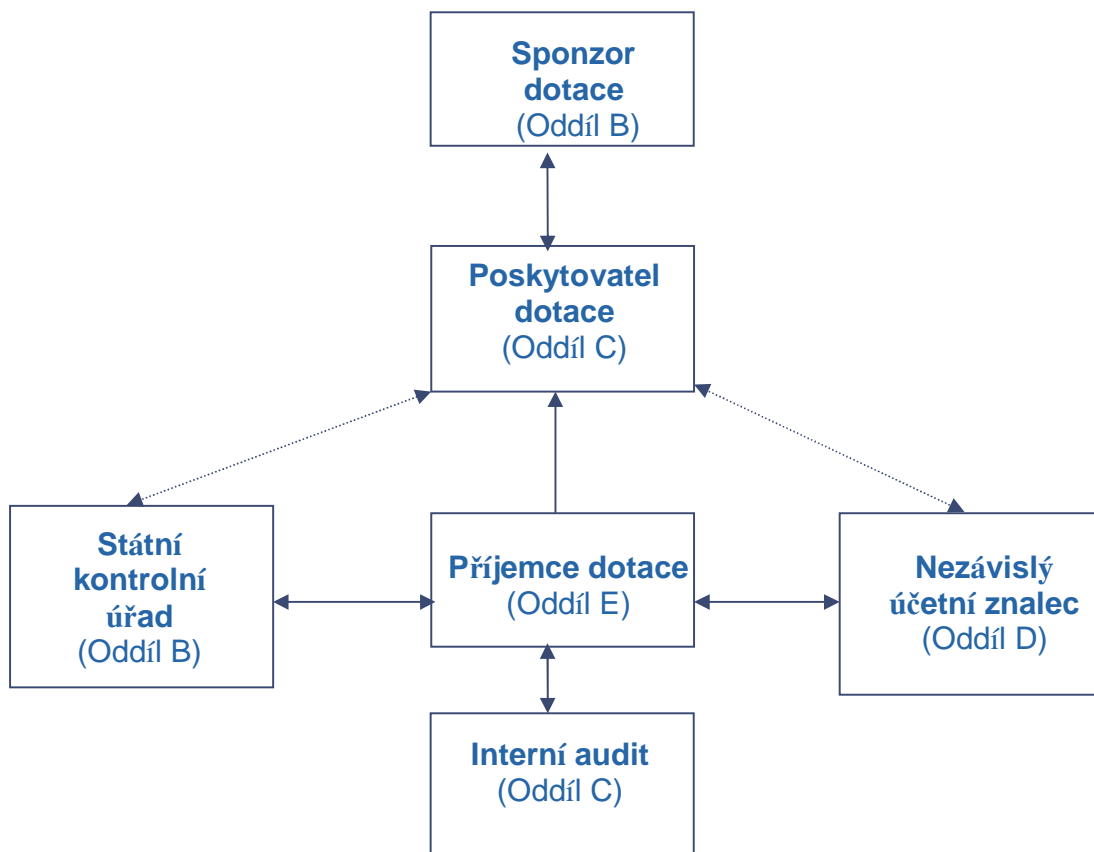 Sponzor
dotace
(Oddíl B)
Poskytovatel
dotace
(Oddíl C)
Státní
kontrolní
úřad
(Oddíl B)
Příjemce dotace
(Oddíl E)
Nezávislý
účetní znalec
(Oddíl D)
Interní audit
(Oddíl C)